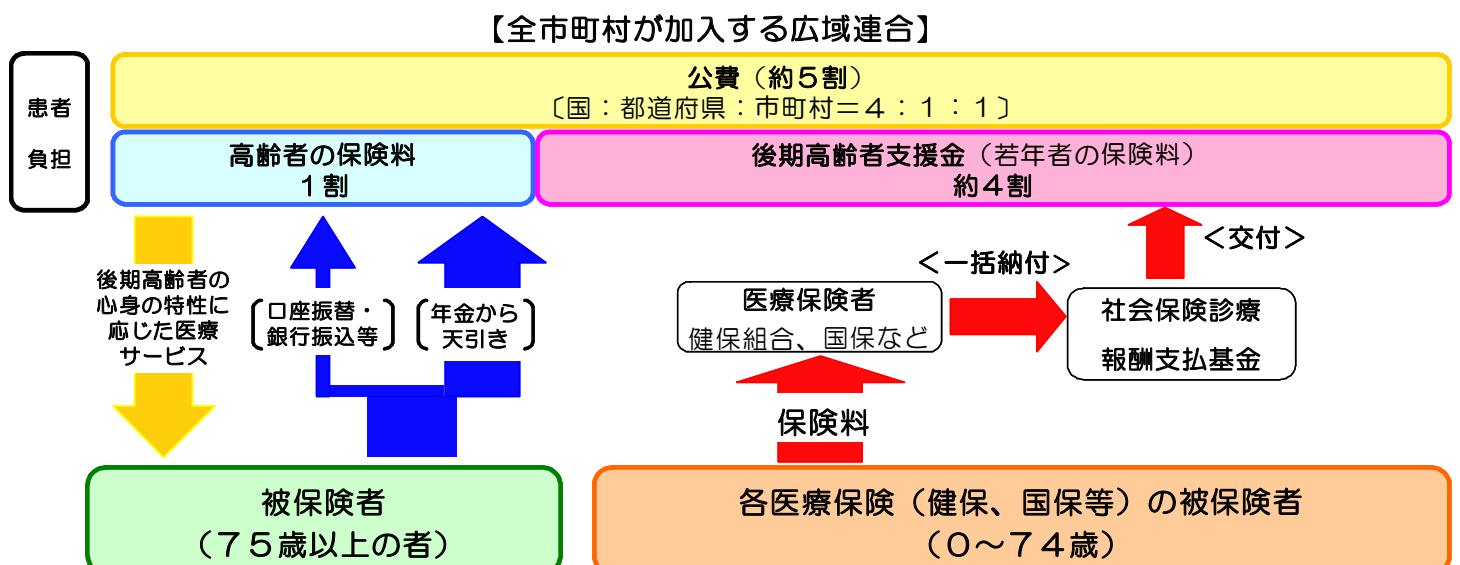 【全市町村が加入する広域連合】
患者
負担
公費（約５割）
〔国：都道府県：市町村＝４：１：１〕
高齢者の保険料
１割
後期高齢者支援金（若年者の保険料）
約４割
後期高齢者の
心身の特性に
応じた医療
サービス
口座振替・
銀行振込等
年金から
天引き
＜一括納付＞
＜交付＞
医療保険者
健保組合、国保など
社会保険診療
報酬支払基金
保険料
被保険者
（７５歳以上の者）
各医療保険（健保、国保等）の被保険者
（０～７４歳）